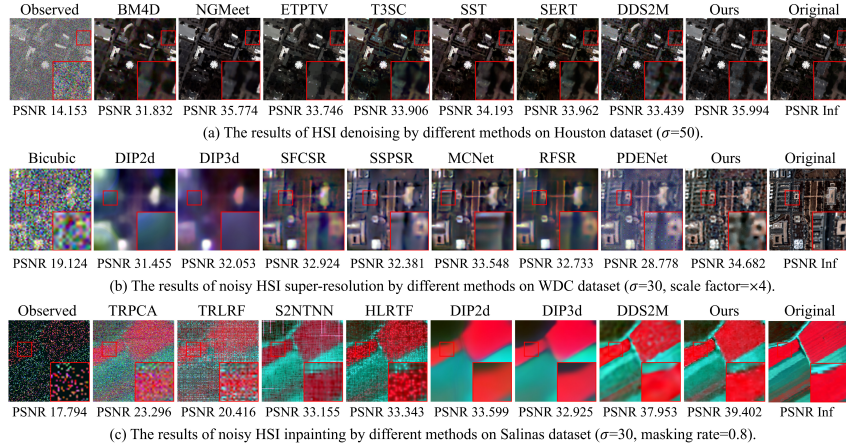 Observed BM4D NGMeet ETPTV T3SC SST SERT DDS2M Ours Original
PSNR 14.153 PSNR 31.832 PSNR 35.774 PSNR 33.746 PSNR 33.906 PSNR 34.193 PSNR 33.962 PSNR 33.439 PSNR 35.994 PSNR Inf
(a) The results of HSI denoising by different methods on Houston dataset (σ=50).
Bicubic DIP2d DIP3d SFCSR SSPSR MCNet RFSR PDENet Ours Original
PSNR 19.124 PSNR 31.455 PSNR 32.053 PSNR 32.924 PSNR 32.381 PSNR 33.548 PSNR 32.733 PSNR 28.778 PSNR 34.682 PSNR Inf
(b) The results of noisy HSI super-resolution by different methods on WDC dataset (σ=30, scale factor=×4).
Observed TRPCA TRLRF S2NTNN HLRTF DIP2d DIP3d DDS2M Ours Original
PSNR 17.794 PSNR 23.296 PSNR 20.416 PSNR 33.155 PSNR 33.343 PSNR 33.599 PSNR 32.925 PSNR 37.953 PSNR 39.402 PSNR Inf
(c) The results of noisy HSI inpainting by different methods on Salinas dataset (σ=30, masking rate=0.8).